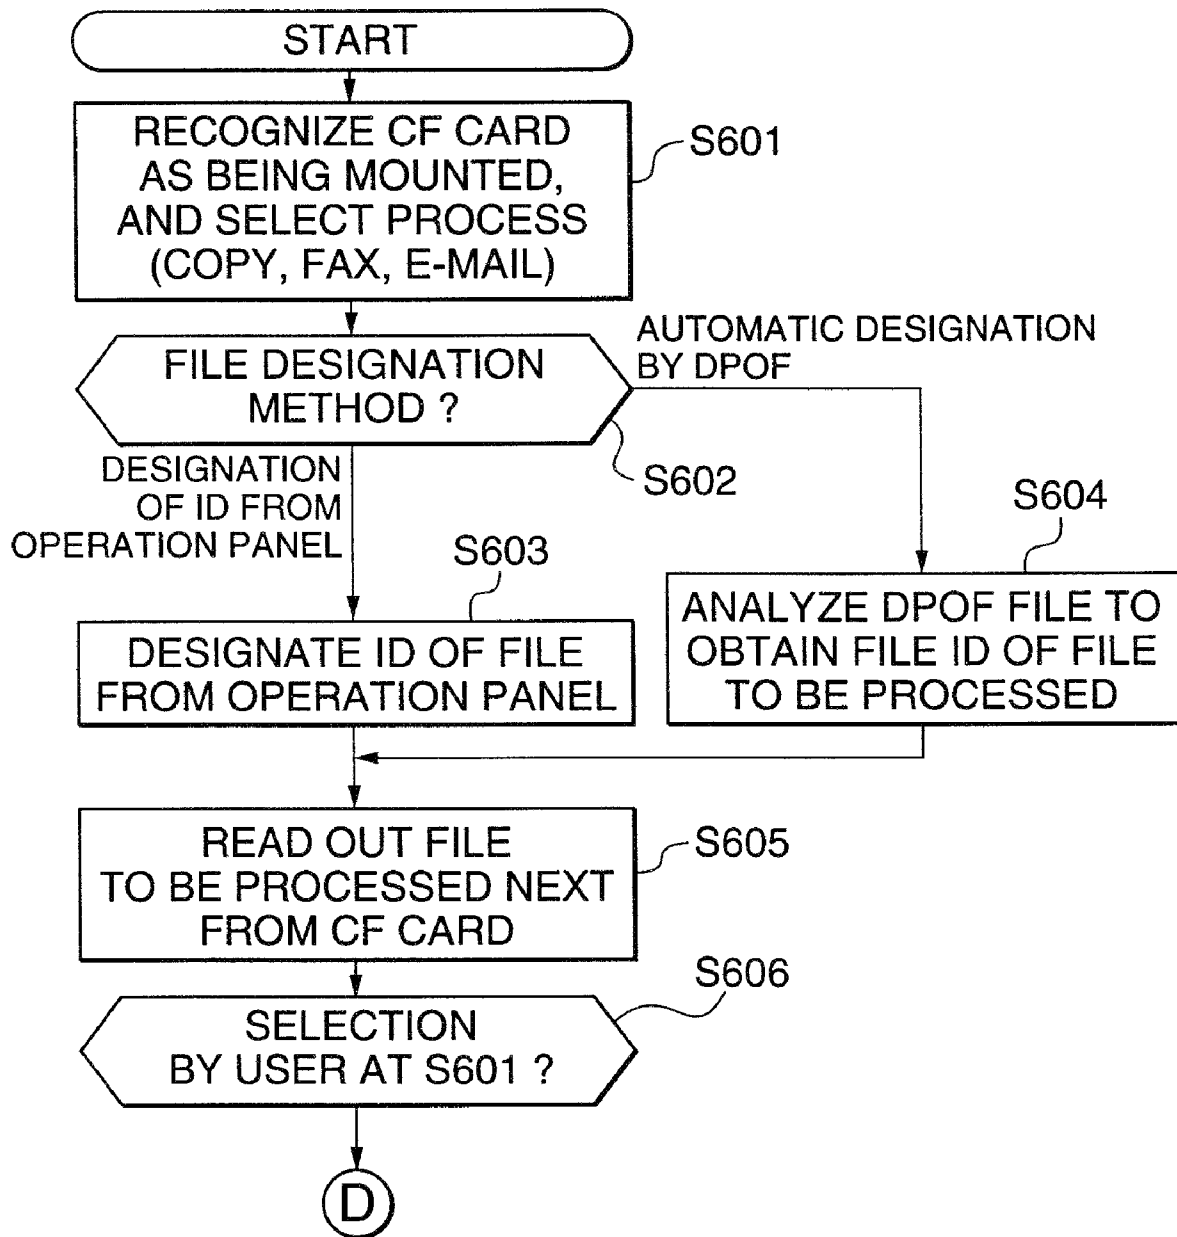 START
RECOGNIZE CF CARD
AS BEING MOUNTED,
AND SELECT PROCESS
(COPY, FAX, E-MAIL)
S601
FILE DESIGNATION
METHOD ?
S602
AUTOMATIC DESIGNATION
BY DPOF
DESIGNATION
OF ID FROM
OPERATION PANEL
S603
DESIGNATE ID OF FILE
FROM OPERATION PANEL
S604
ANALYZE DPOF FILE TO
OBTAIN FILE ID OF FILE
TO BE PROCESSED
READ OUT FILE
TO BE PROCESSED NEXT
FROM CF CARD
S605
SELECTION
BY USER AT S601 ?
S606
D